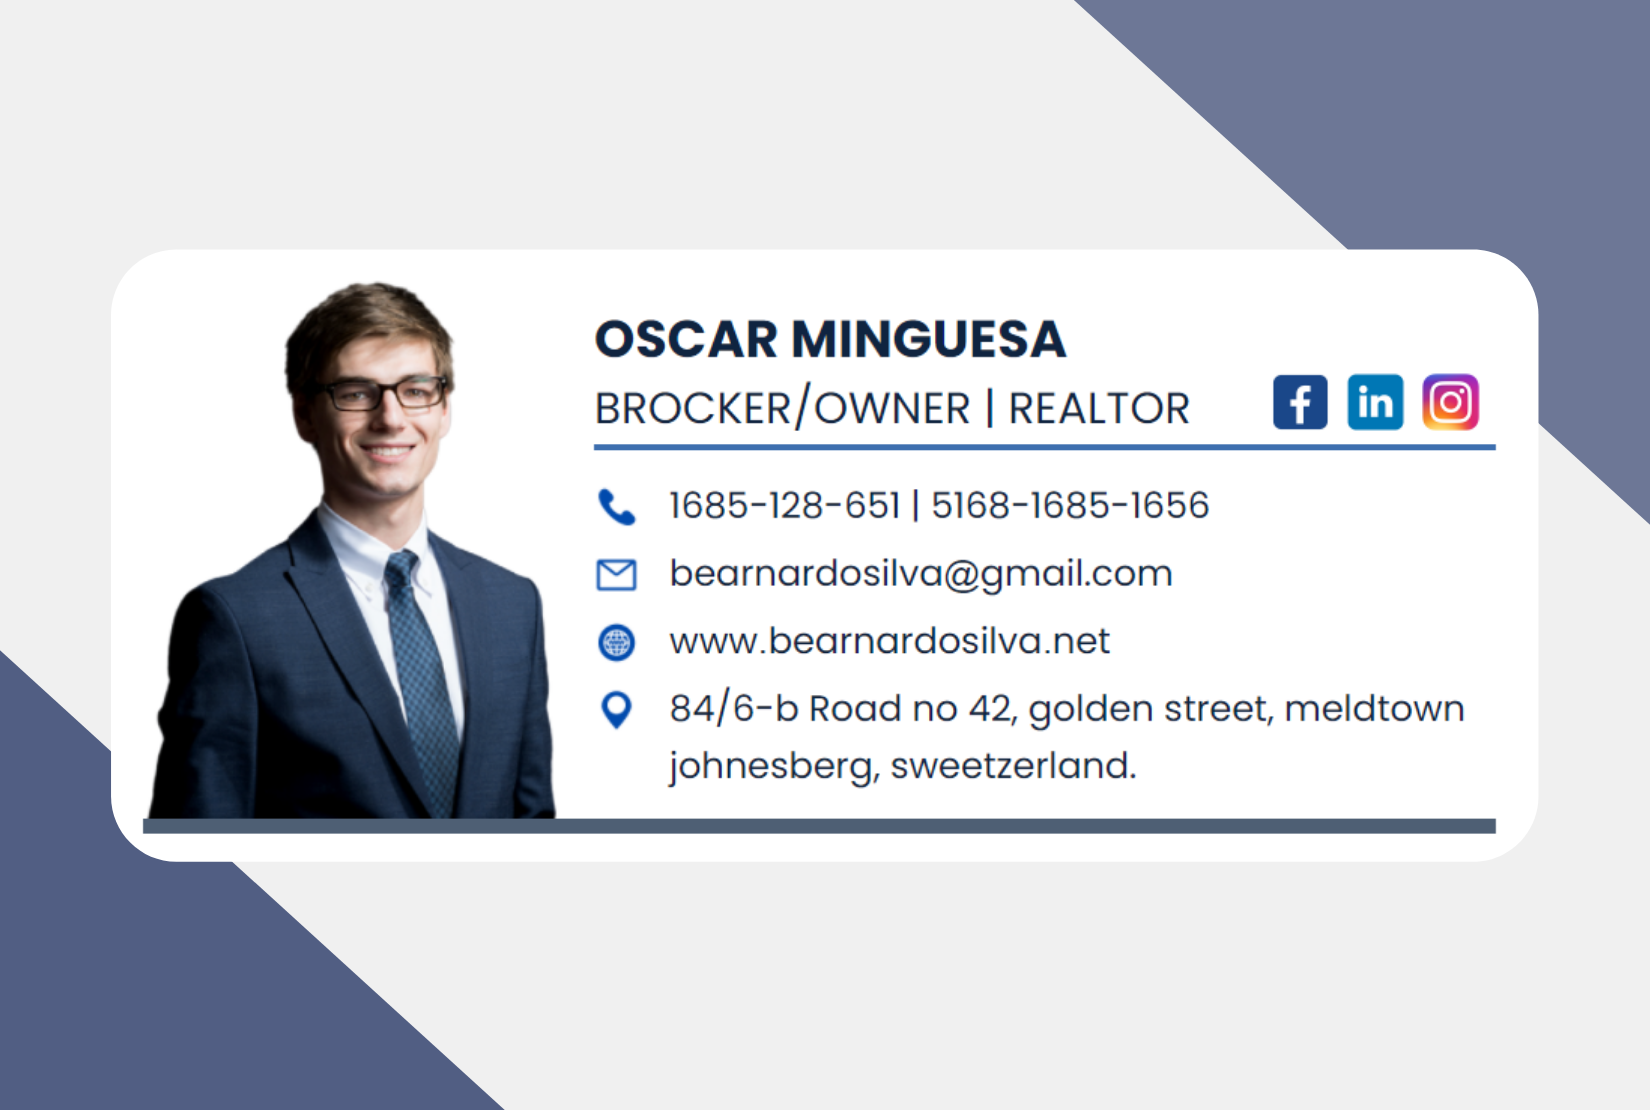 OSCAR MINGUESA
BROCKER/OWNER | REALTOR
f in
1685-128-651 | 5168-1685-1656
bearnardosilva@gmail.com
www.bearnardosilva.net
84/6-b Road no 42, golden street, meldtown
johnesberg, sweetzerland.